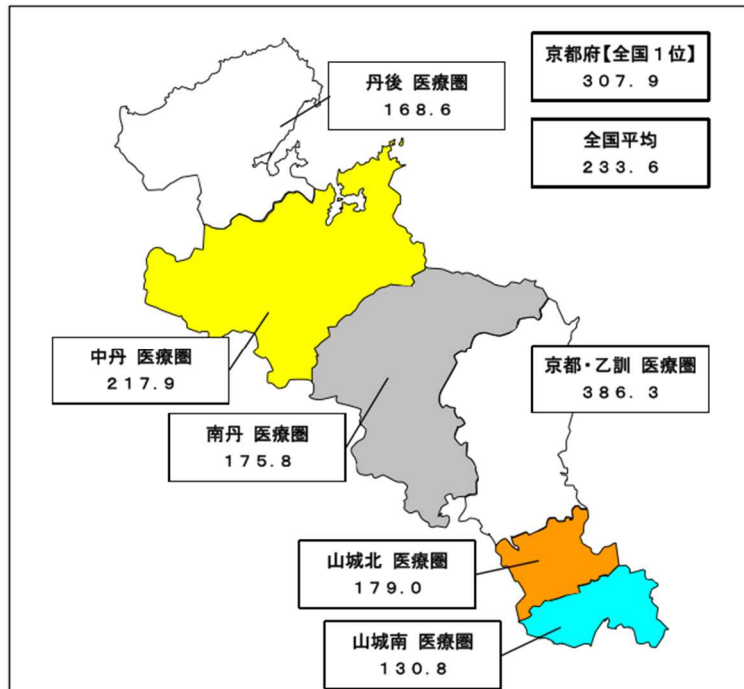 京都府【全国１位】
３０７．９
丹後 医療圏
１６８．６
全国平均
２３３．６
中丹 医療圏
２１７．９
京都・乙訓 医療圏
３８６．３
南丹 医療圏
１７５．８
山城北 医療圏
１７９．０
山城南 医療圏
１３０．８